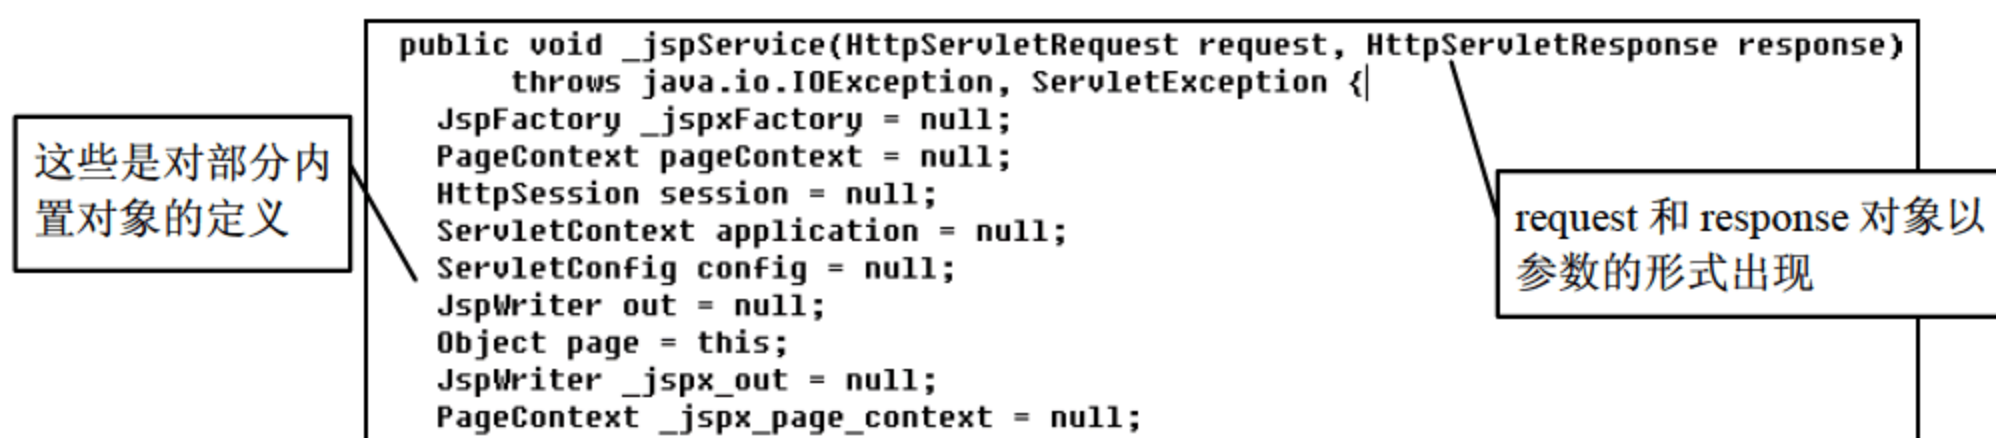 public void _jspService(HttpServletRequest request, HttpServletResponse response)
throws java.io.IOException, ServletException {
JspFactory _jspxFactory = null;
PageContext pageContext = null;
HttpSession session = null;
ServletContext application = null;
ServletConfig config = null;
JspWriter out = null;
Object page = this;
JspWriter _jspx_out = null;
PageContext _jspx_page_context = null;
这些是对部分内
置对象的定义
request 和 response 对象以
参数的形式出现